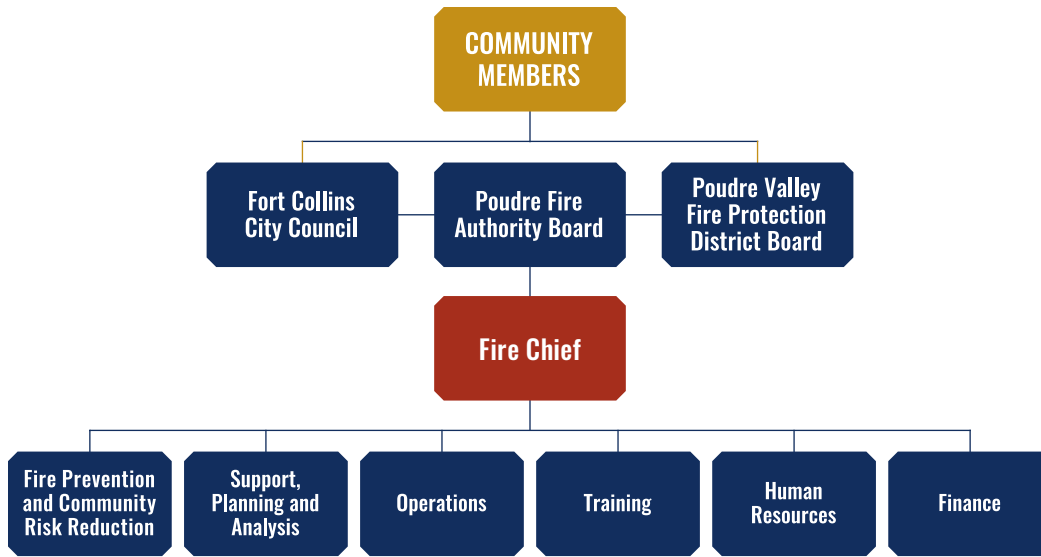 COMMUNITY
MEMBERS
Fort Collins
City Council
Poudre Fire
Authority Board
Poudre Valley
Fire Protection
District Board
Fire Chief
Fire Prevention
and Community
Risk Reduction
Support,
Planning and
Analysis
Operations
Training
Human
Resources
Finance